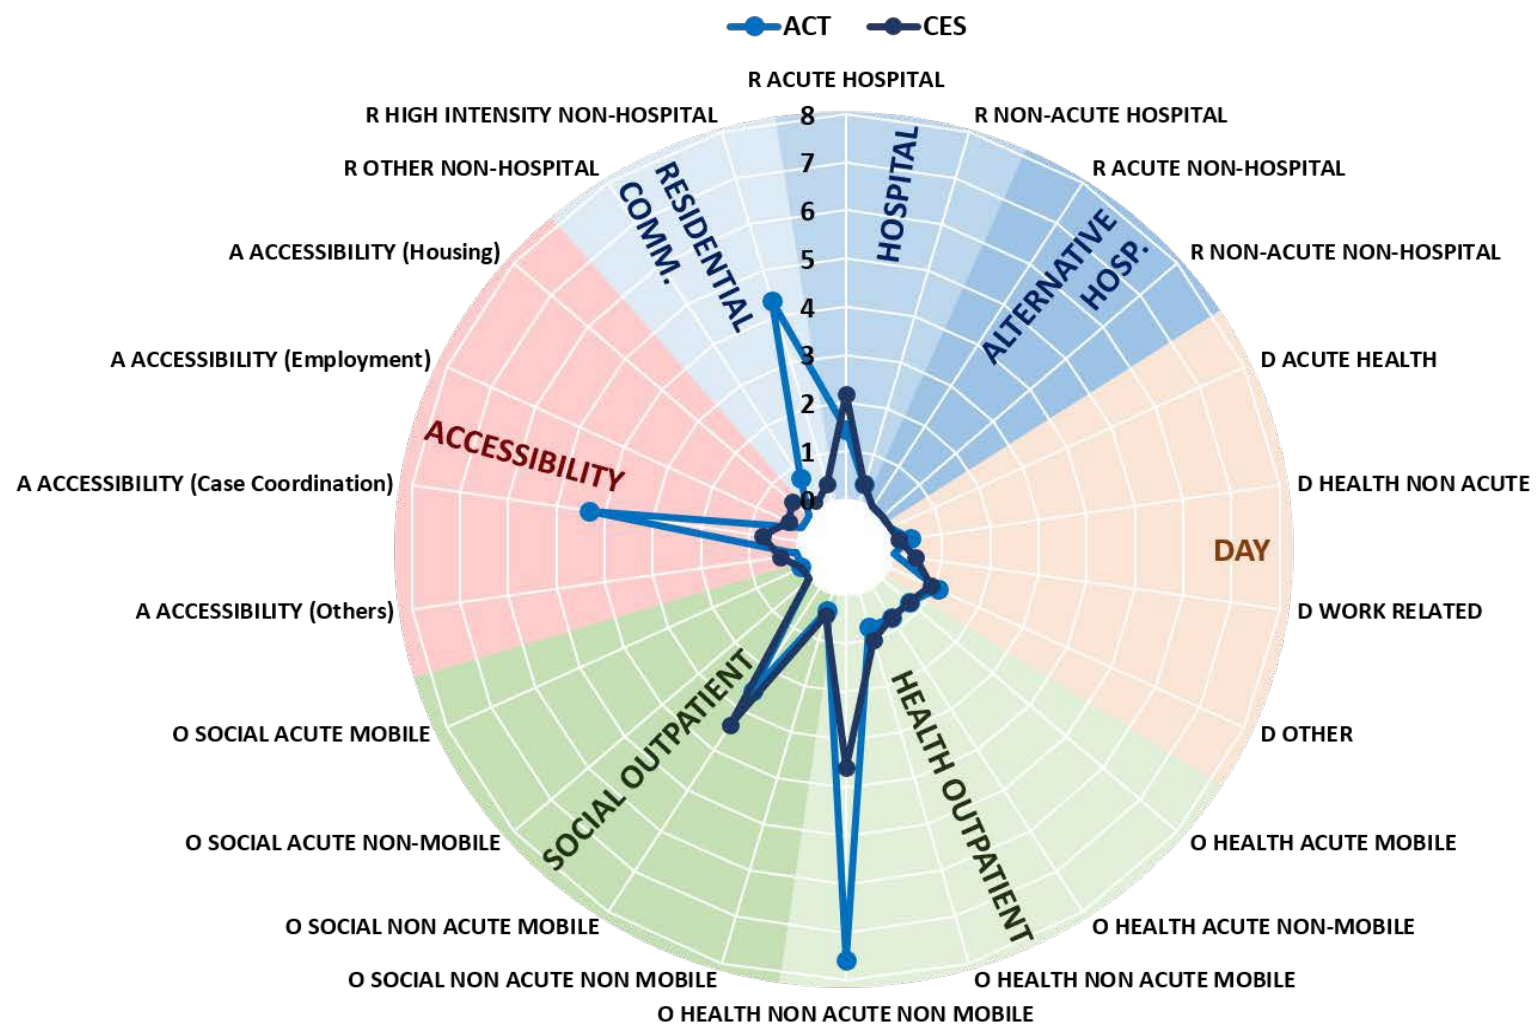 ACT CES
R ACUTE HOSPITAL
R HIGH INTENSITY NON-HOSPITAL
R NON-ACUTE HOSPITAL
R OTHER NON-HOSPITAL
R ACUTE NON-HOSPITAL
A ACCESSIBILITY (Housing)
R NON-ACUTE NON-HOSPITAL
A ACCESSIBILITY (Employment)
D ACUTE HEALTH
A ACCESSIBILITY (Case Coordination)
D HEALTH NON ACUTE
A ACCESSIBILITY (Others)
D WORK RELATED
O SOCIAL ACUTE MOBILE
D OTHER
O SOCIAL ACUTE NON-MOBILE
O HEALTH ACUTE MOBILE
O SOCIAL NON ACUTE MOBILE
O HEALTH ACUTE NON-MOBILE
O SOCIAL NON ACUTE NON MOBILE
O HEALTH NON ACUTE MOBILE
O HEALTH NON ACUTE NON MOBILE
8
7
6
5
4
3
2
1
0
RESIDENTIAL
COMM.
HOSPITAL
ALTERNATIVE
HOSP.
ACCESSIBILITY
DAY
SOCIAL OUTPATIENT
HEALTH OUTPATIENT